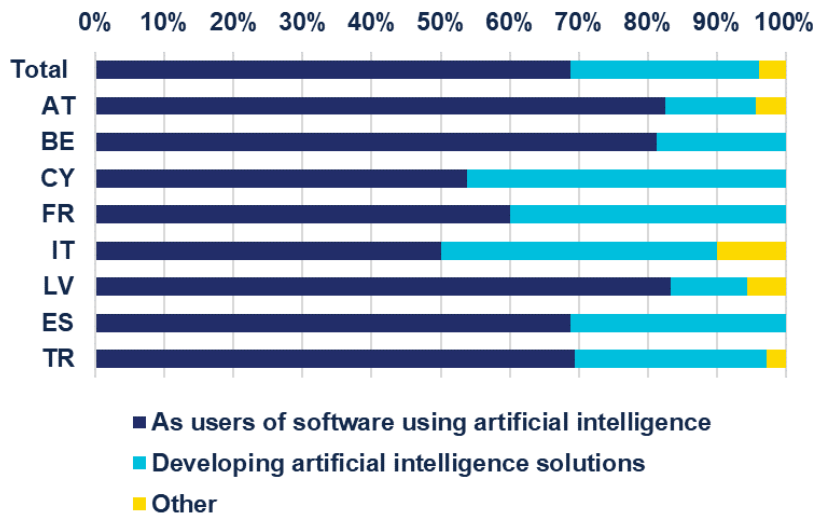 0% 10% 20% 30% 40% 50% 60% 70% 80% 90% 100%
Total
AT
BE
CY
FR
IT
LV
ES
TR
As users of software using artificial intelligence
Developing artificial intelligence solutions
Other